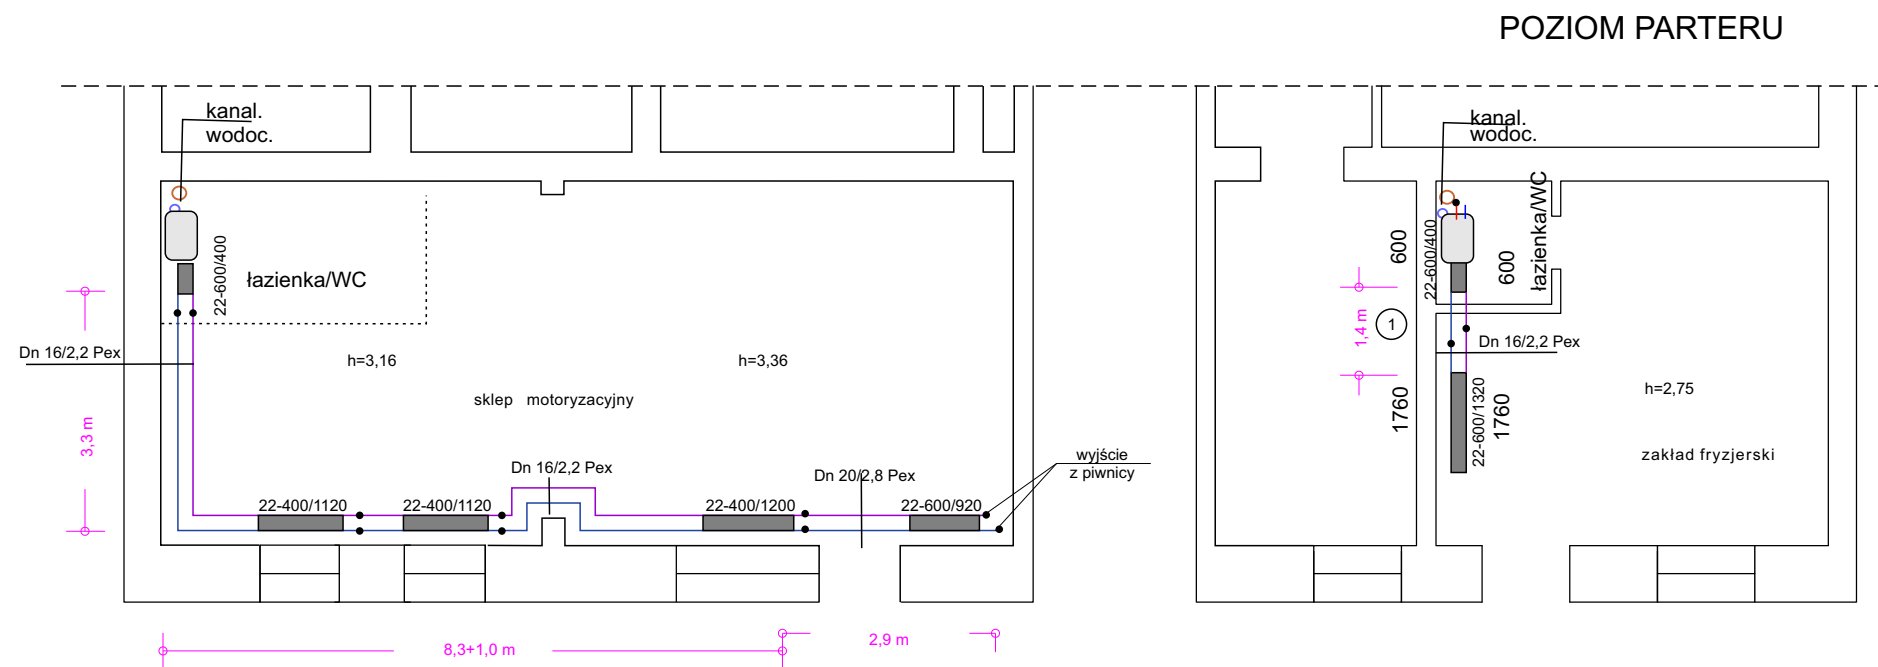 POZIOM PARTERU
kanal.
wodoc.
22-600/400
łazienka/WC
Dn 16/2,2 Pex
h=3,16
h=3,36
sklep motoryzacyjny
3,3 m
Dn 16/2,2 Pex
Dn 20/2,8 Pex
wyjście
z piwnicy
22-400/1120
22-400/1120
22-400/1200
22-600/920
8,3+1,0 m
2,9 m
kanal.
wodoc.
łazienka/WC
600
22-600/400
600
1,4 m
1
Dn 16/2,2 Pex
1760
22-600/1320
1760
h=2,75
zakład fryzjerski